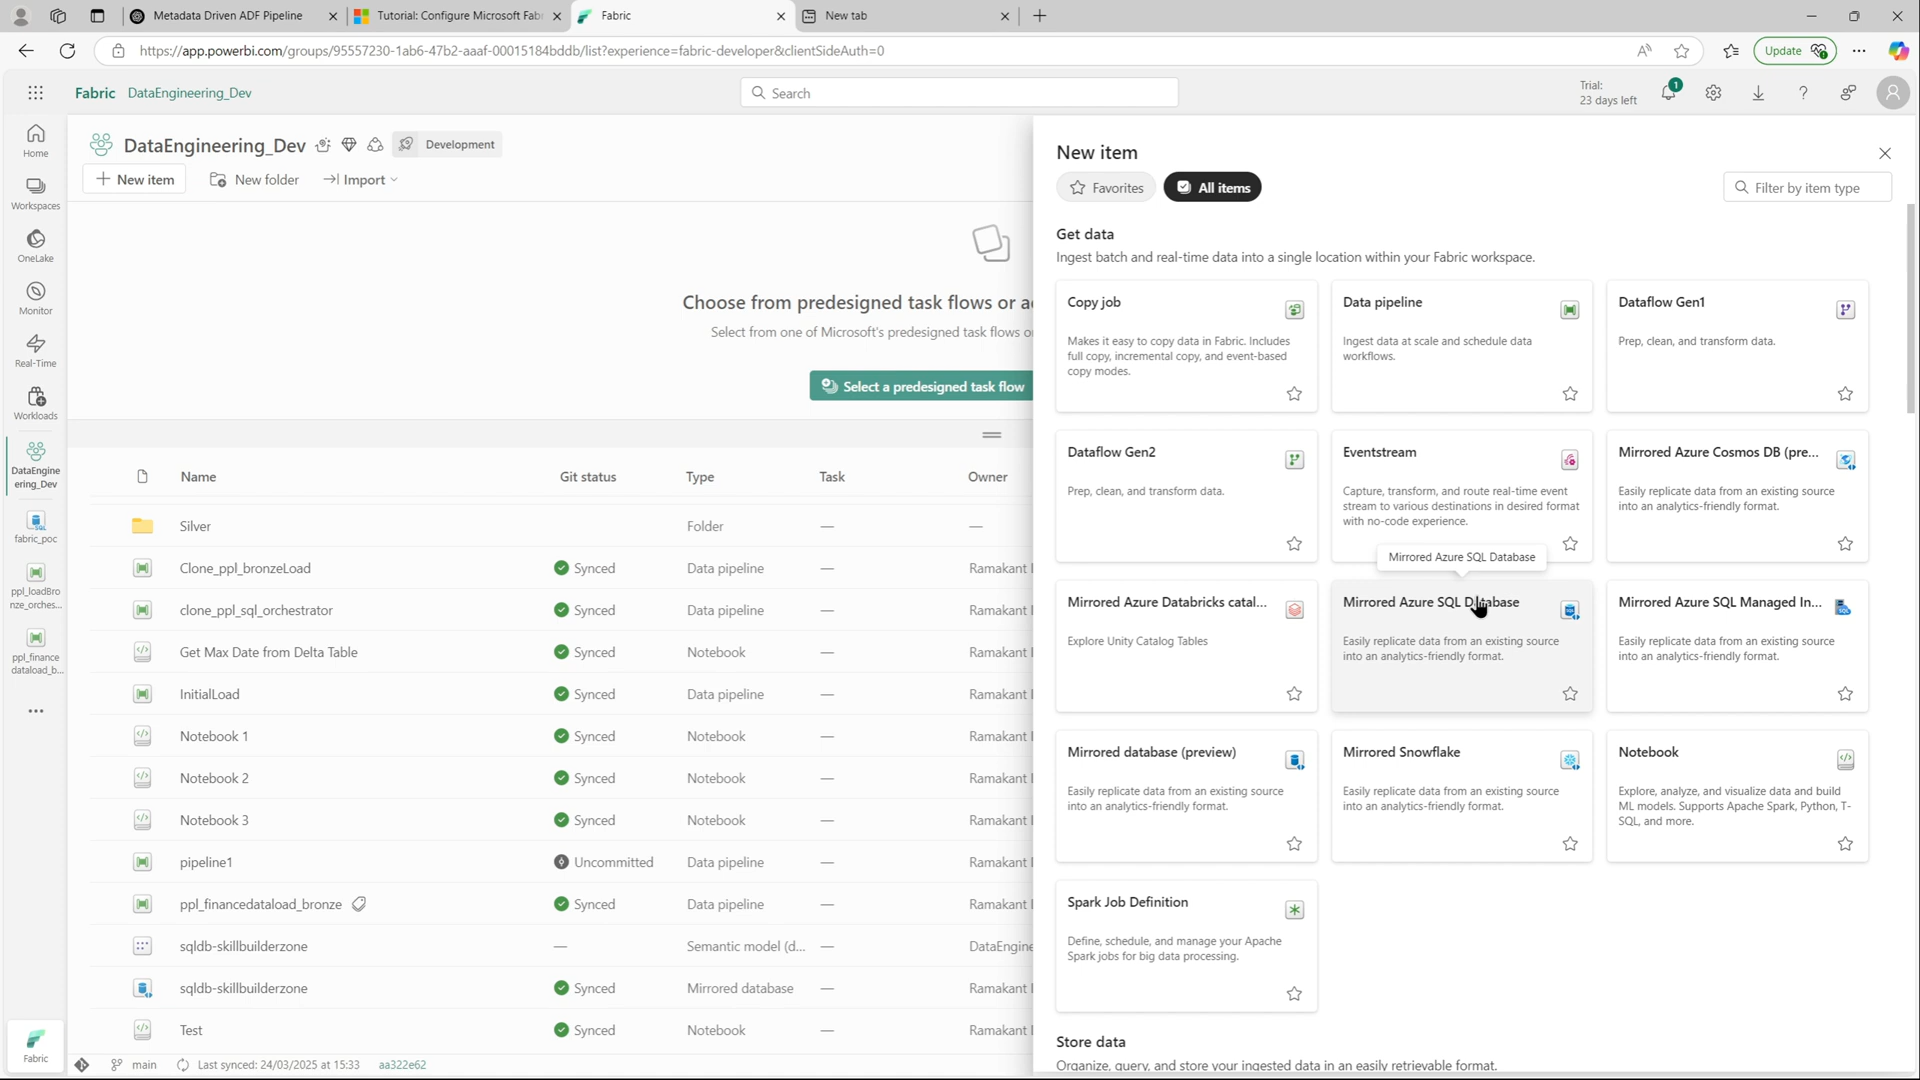 Metadata Driven ADF Pipeline
Tutorial: Configure Microsoft Fab
Fabric
New tab
https://app.powerbi.com/groups/95557230-1ab6-47b2-aaaf-00015184bddb/list?experience=fabric-developer&clientSideAuth=0
Update
Fabric DataEngineering_Dev
Search
Trial:
23 days left
1
Home
Workspaces
OneLake
Monitor
Real-Time
Workloads
DataEngine
ering_Dev
fabric_poc
ppl_loadBro
nze_orches...
ppl_finance
dataload_b...
Fabric
DataEngineering_Dev
Development
New item
New folder
Import
Choose from predesigned task flows or a
Select from one of Microsoft's predesigned task flows o
Select a predesigned task flow
Name Git status Type Task Owner
Silver Folder — —
Clone_ppl_bronzeLoad Synced Data pipeline — Ramakant
clone_ppl_sql_orchestrator Synced Data pipeline — Ramakant
Get Max Date from Delta Table Synced Notebook — Ramakant
InitialLoad Synced Data pipeline — Ramakant
Notebook 1 Synced Notebook — Ramakant
Notebook 2 Synced Notebook — Ramakant
Notebook 3 Synced Notebook — Ramakant
pipeline1 Uncommitted Data pipeline — Ramakant
ppl_financedataload_bronze Synced Data pipeline — Ramakant
sqldb-skillbuilderzone — Semantic model (d... — DataEngine
sqldb-skillbuilderzone Synced Mirrored database — Ramakant
Test Synced Notebook — Ramakant
main Last synced: 24/03/2025 at 15:33 aa322e62
New item
Favorites
All items
Filter by item type
Get data
Ingest batch and real-time data into a single location within your Fabric workspace.
Copy job
Makes it easy to copy data in Fabric. Includes
full copy, incremental copy, and event-based
copy modes.
Data pipeline
Ingest data at scale and schedule data
workflows.
Dataflow Gen1
Prep, clean, and transform data.
Dataflow Gen2
Prep, clean, and transform data.
Eventstream
Capture, transform, and route real-time event
stream to various destinations in desired format
with no-code experience.
Mirrored Azure Cosmos DB (pre...
Easily replicate data from an existing source
into an analytics-friendly format.
Mirrored Azure SQL Database
Mirrored Azure Databricks catal...
Explore Unity Catalog Tables
Mirrored Azure SQL Database
Easily replicate data from an existing source
into an analytics-friendly format.
Mirrored Azure SQL Managed In...
Easily replicate data from an existing source
into an analytics-friendly format.
Mirrored database (preview)
Easily replicate data from an existing source
into an analytics-friendly format.
Mirrored Snowflake
Easily replicate data from an existing source
into an analytics-friendly format.
Notebook
Explore, analyze, and visualize data and build
ML models. Supports Apache Spark, Python, T-
SQL, and more.
Spark Job Definition
Define, schedule, and manage your Apache
Spark jobs for big data processing.
Store data
Organize, query, and store your ingested data in an easily retrievable format.